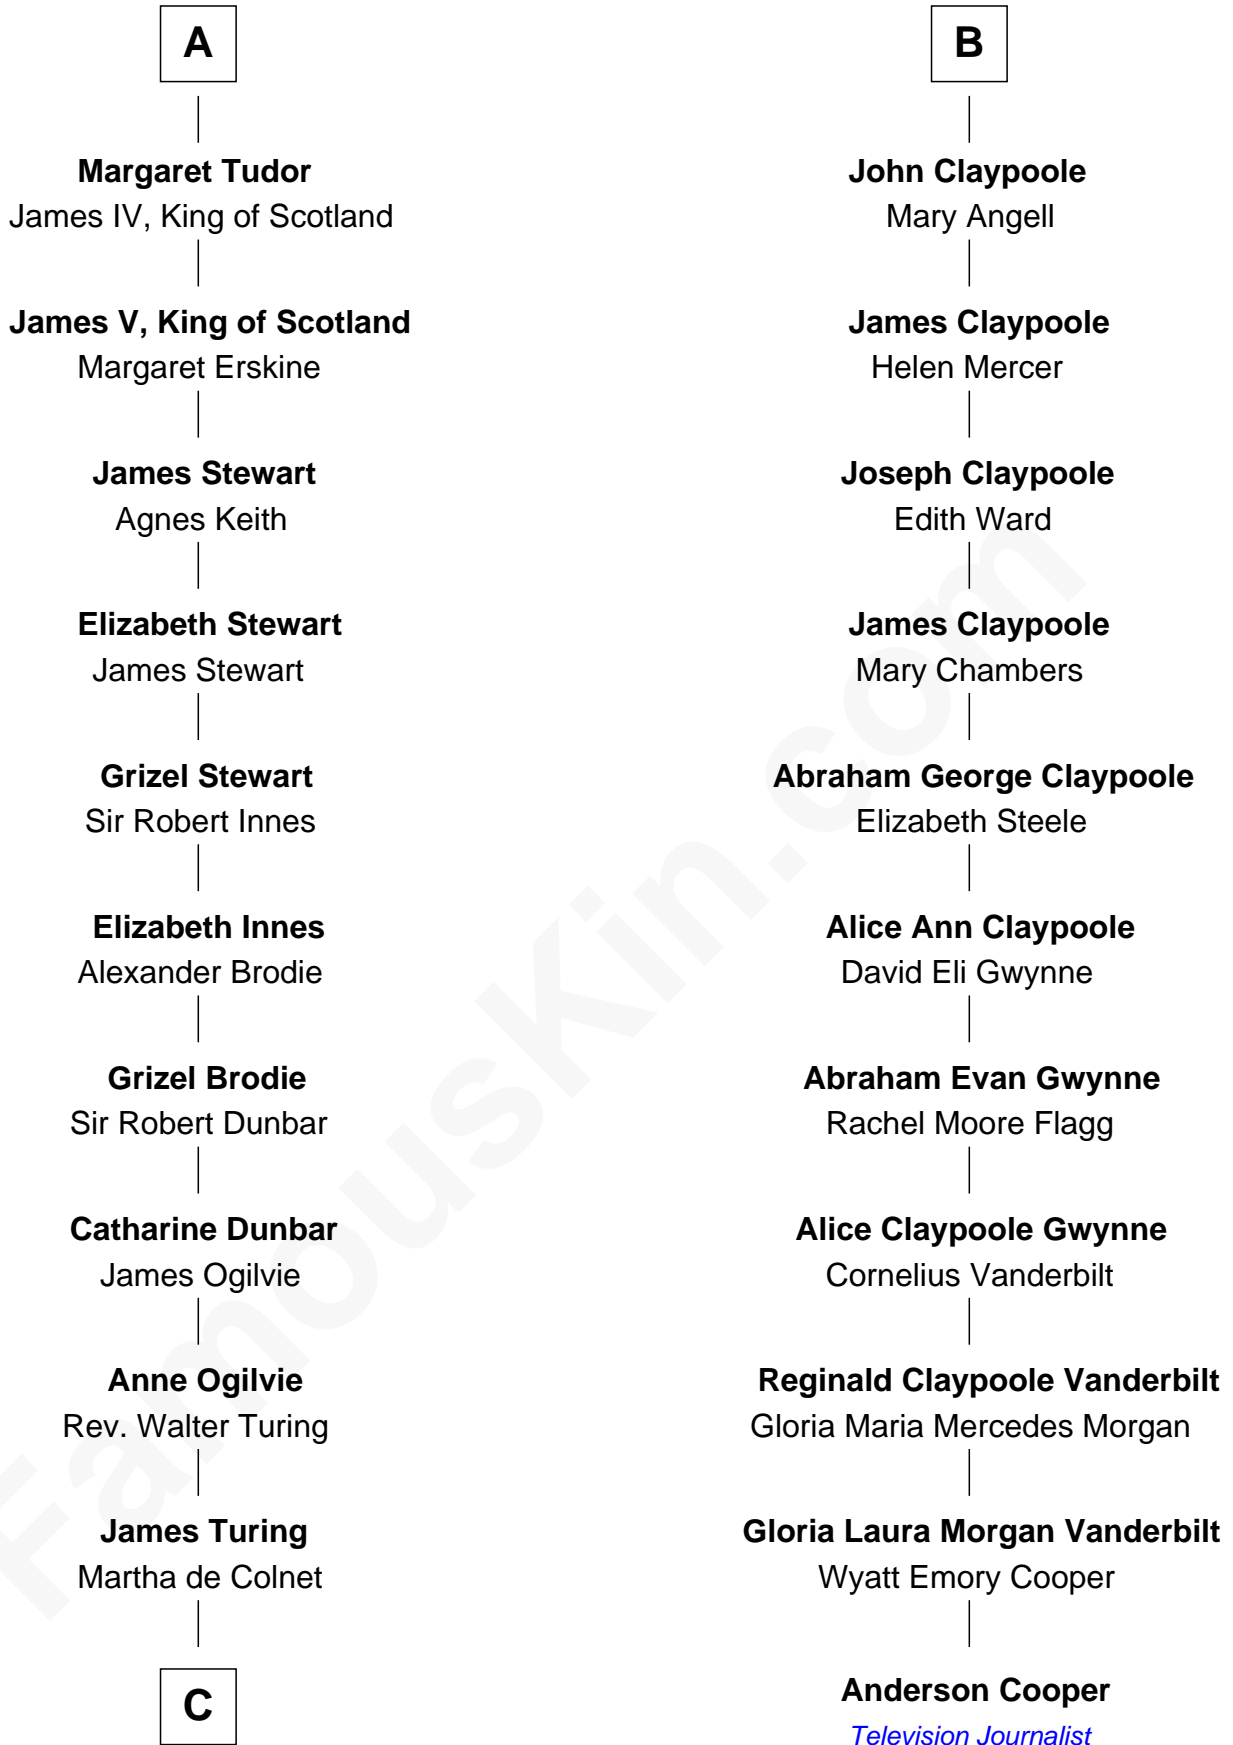 A
Margaret Tudor
James IV, King of Scotland
James V, King of Scotland
Margaret Erskine
James Stewart
Agnes Keith
Elizabeth Stewart
James Stewart
Grizel Stewart
Sir Robert Innes
Elizabeth Innes
Alexander Brodie
Grizel Brodie
Sir Robert Dunbar
Catharine Dunbar
James Ogilvie
Anne Ogilvie
Rev. Walter Turing
James Turing
Martha de Colnet
C
B
John Claypoole
Mary Angell
James Claypoole
Helen Mercer
Joseph Claypoole
Edith Ward
James Claypoole
Mary Chambers
Abraham George Claypoole
Elizabeth Steele
Alice Ann Claypoole
David Eli Gwynne
Abraham Evan Gwynne
Rachel Moore Flagg
Alice Claypoole Gwynne
Cornelius Vanderbilt
Reginald Claypoole Vanderbilt
Gloria Maria Mercedes Morgan
Gloria Laura Morgan Vanderbilt
Wyatt Emory Cooper
Anderson Cooper
Television Journalist
FamousKin.com